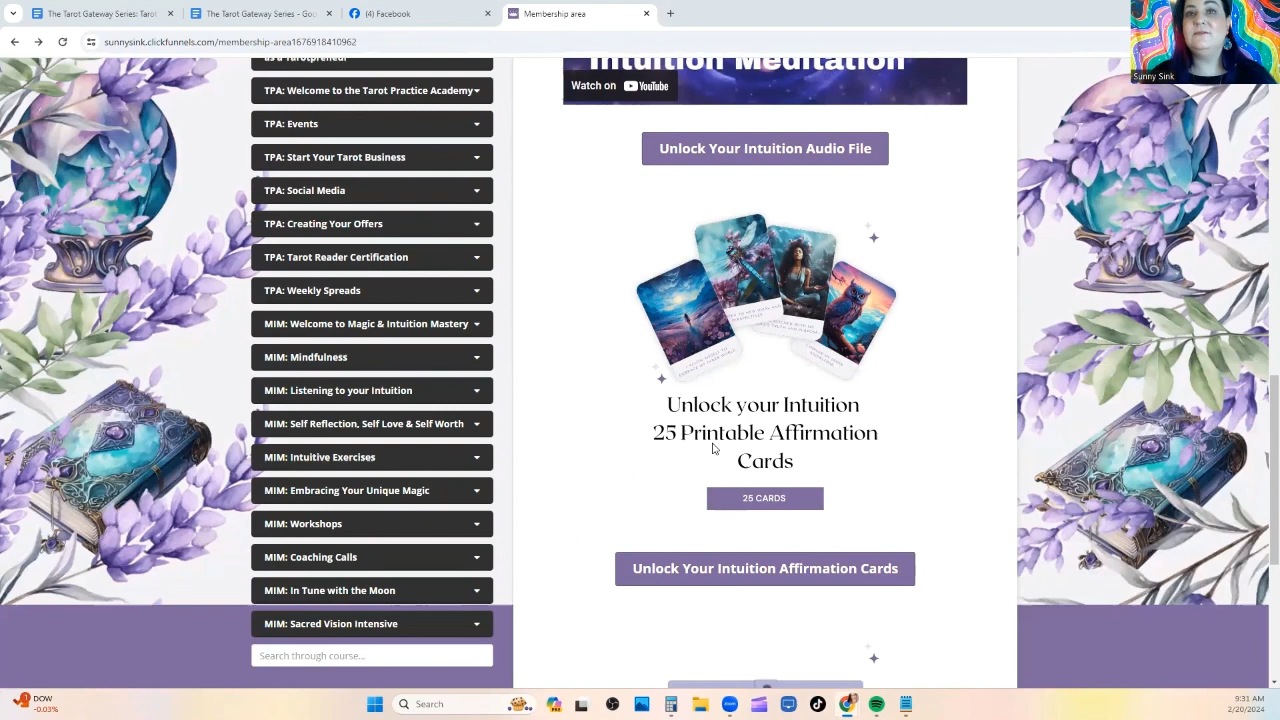 The Tarot Gateway Series: Tarot
The Tarot Gateway Series - Goo
(4) Facebook
Membership area
sunnysink.clickfunnels.com/membership-area1676918410962
Sunny Sink
as a Tarotpreneur
TPA: Welcome to the Tarot Practice Academy
TPA: Events
TPA: Start Your Tarot Business
TPA: Social Media
TPA: Creating Your Offers
TPA: Tarot Reader Certification
TPA: Weekly Spreads
MIM: Welcome to Magic & Intuition Mastery
MIM: Mindfulness
MIM: Listening to your Intuition
MIM: Self Reflection, Self Love & Self Worth
MIM: Intuitive Exercises
MIM: Embracing Your Unique Magic
MIM: Workshops
MIM: Coaching Calls
MIM: In Tune with the Moon
MIM: Sacred Vision Intensive
Search through course...
Intuition Meditation
Watch on YouTube
Unlock Your Intuition Audio File
Unlock your Intuition
25 Printable Affirmation
Cards
25 CARDS
Unlock Your Intuition Affirmation Cards
DOW
-0.03%
Search
9:31 AM
2/20/2024